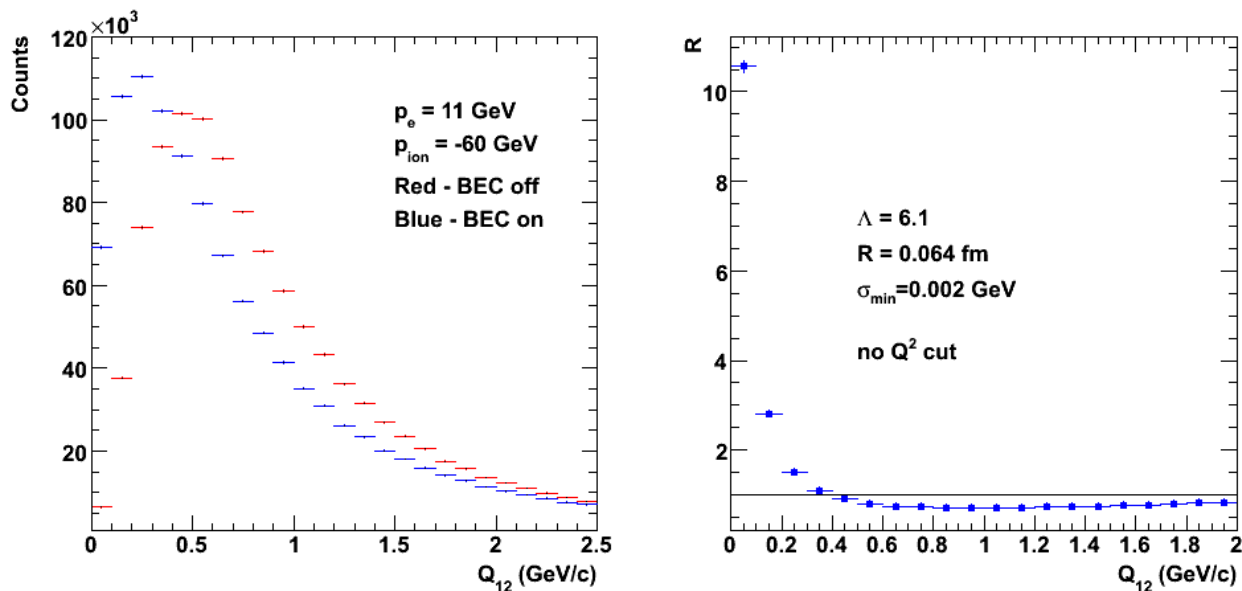 ×10³
120
100
80
60
40
20
Counts
p_e = 11 GeV
p_ion = -60 GeV
Red - BEC off
Blue - BEC on
0 0.5 1 1.5 2 2.5
Q_12 (GeV/c)
R
10
8
6
4
2
Λ = 6.1
R = 0.064 fm
σ_min=0.002 GeV
no Q² cut
0 0.2 0.4 0.6 0.8 1 1.2 1.4 1.6 1.8 2
Q_12 (GeV/c)